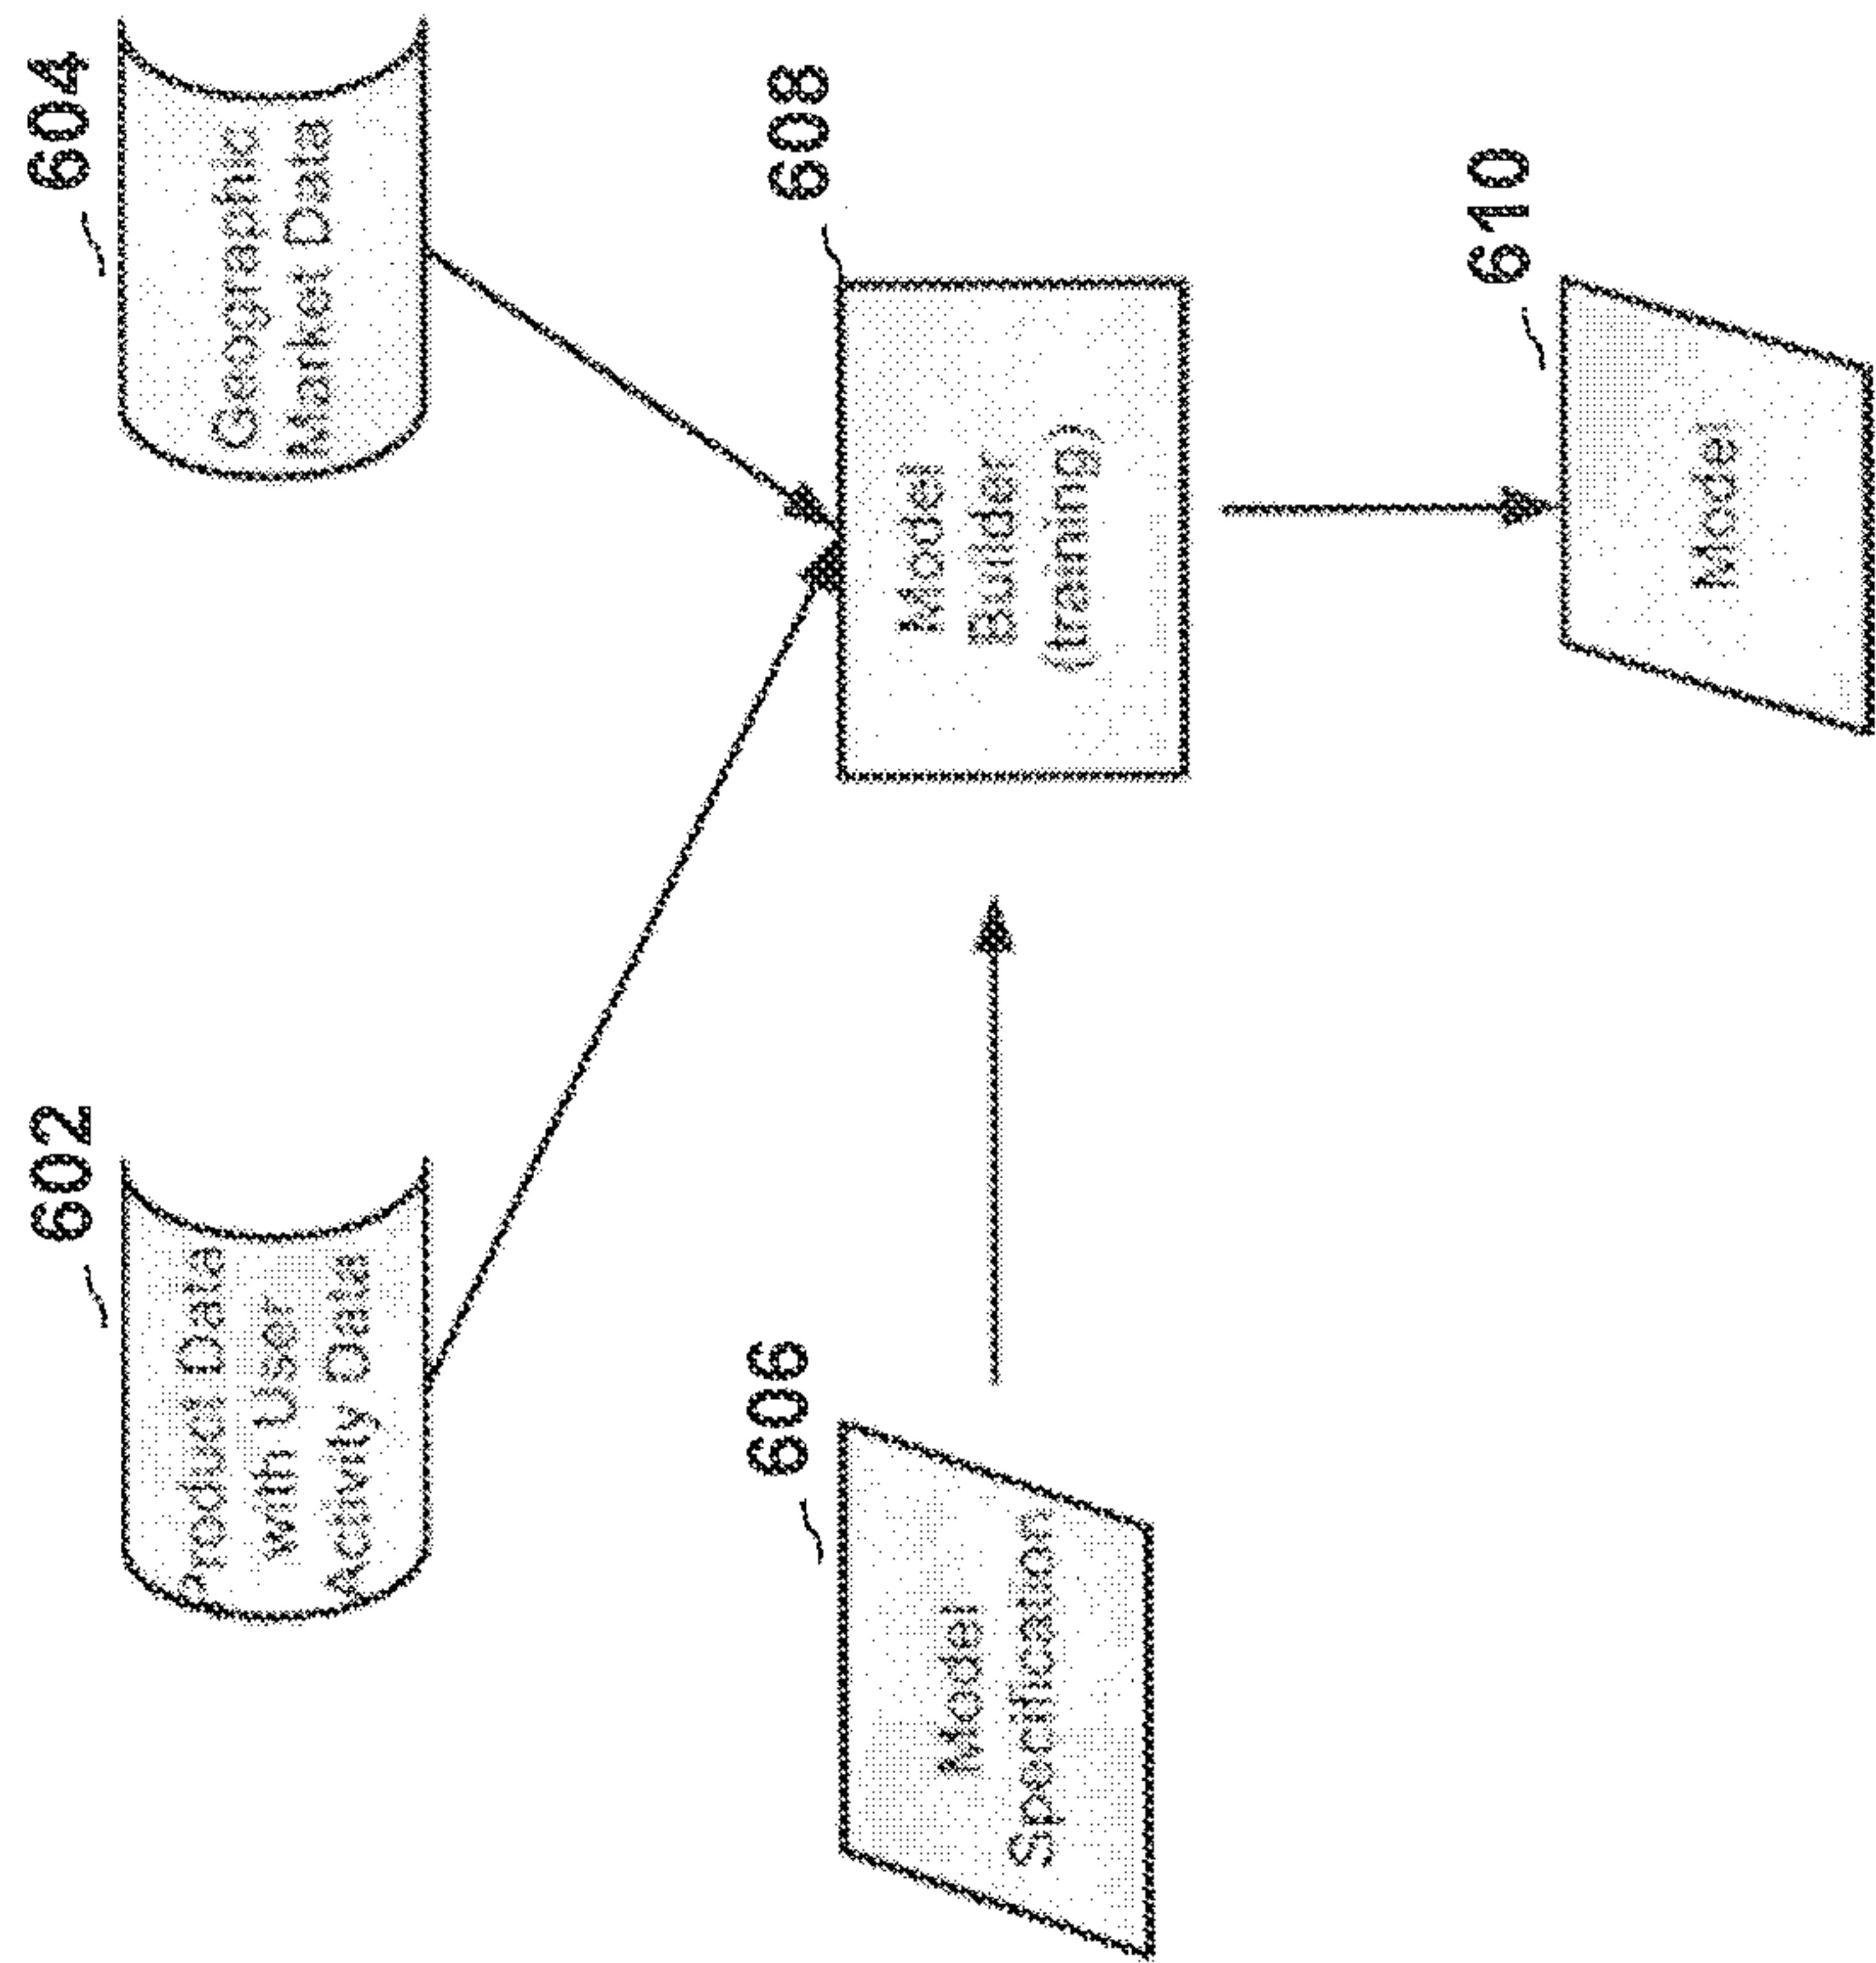 602
Product Data
with User
Activity Data
604
Geographic
Market Data
606
Model
Specification
608
Model
Builder
(training)
610
Model